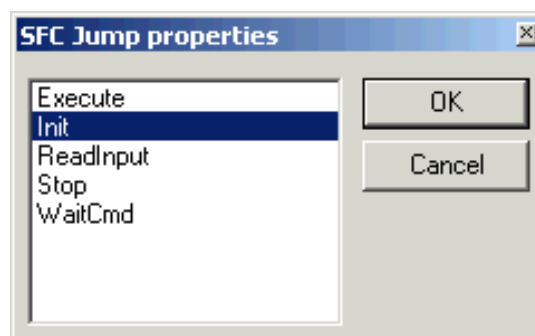 SFC Jump properties
Execute
Init
ReadInput
Stop
WaitCmd
OK
Cancel